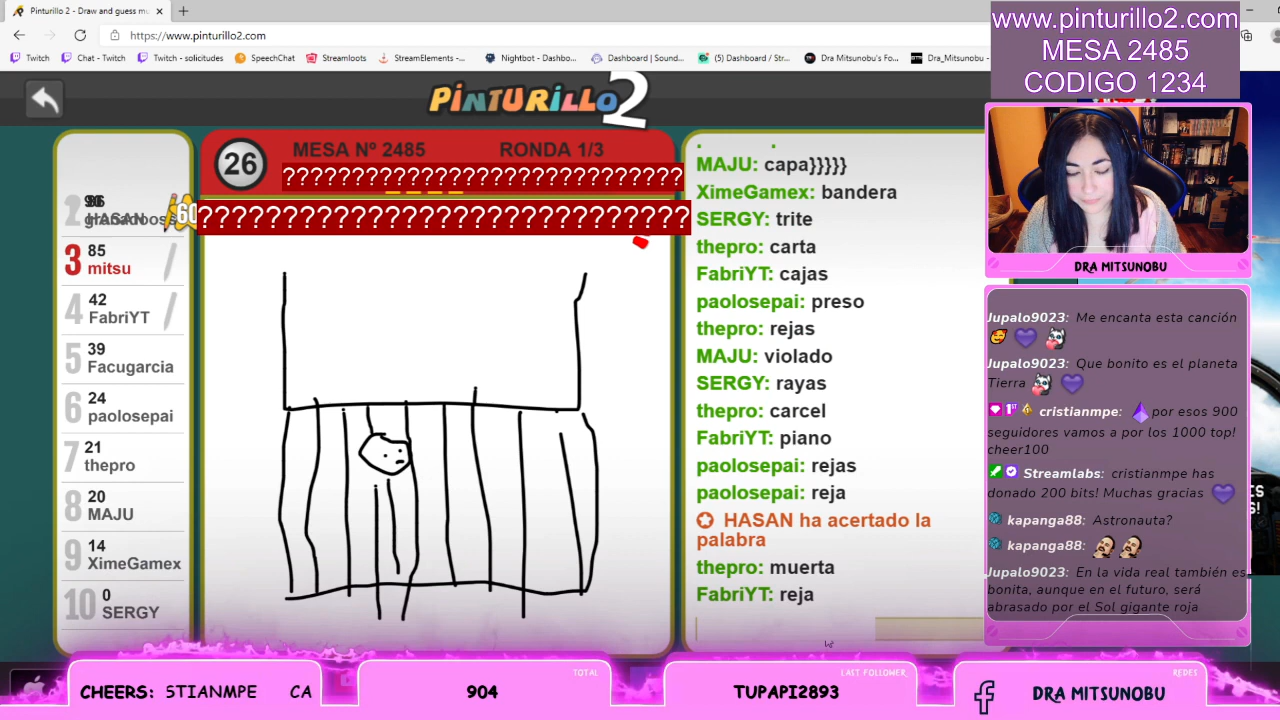 Pinturillo 2 - Draw and guess mu
https://www.pinturillo2.com
Twitch
Chat - Twitch
Twitch - solicitudes
SpeechChat
Streamloots
StreamElements -...
Nightbot - Dashbo...
Dashboard | Sound...
(5) Dashboard / Str...
Dra Mitsunobu's Fo...
Dra_Mitsunobu -
www.pinturillo2.com
MESA 2485
CODIGO 1234
PINTURILLO 2
26
MESA Nº 2485
RONDA 1/3
?????????????????????????????
?????????????????????????????
2
HASAN
60
3 85
mitsu
4 42
FabriYT
5 39
Facugarcia
6 24
paolosepai
7 21
thepro
8 20
MAJU
9 14
XimeGamex
10 0
SERGY
MAJU: capa}}}}}
XimeGamex: bandera
SERGY: trite
thepro: carta
FabriYT: cajas
paolosepai: preso
thepro: rejas
MAJU: violado
SERGY: rayas
thepro: carcel
FabriYT: piano
paolosepai: rejas
paolosepai: reja
HASAN ha acertado la
palabra
thepro: muerta
FabriYT: reja
DRA MITSUNOBU
Jupalo9023: Me encanta esta canción
Jupalo9023: Que bonito es el planeta
Tierra
cristianmpe: por esos 900
seguidores vamos a por los 1000 top!
cheer100
Streamlabs: cristianmpe has
donado 200 bits! Muchas gracias
kapanga88: Astronauta?
kapanga88:
Jupalo9023: En la vida real también es
bonita, aunque en el futuro, será
abrasado por el Sol gigante roja
CHEERS: STIANMPE CA
TOTAL
904
LAST FOLLOWER
TUPAPI2893
REDES
DRA MITSUNOBU